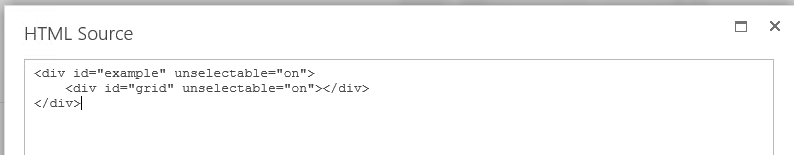 HTML Source
<div id="example" unselectable="on">
    <div id="grid" unselectable="on"></div>
</div>